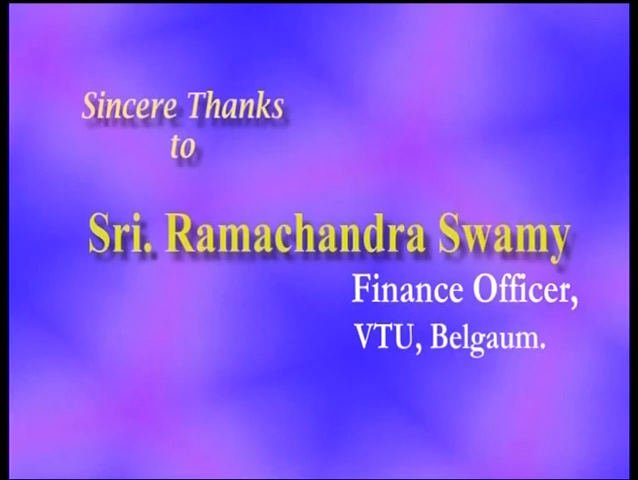 Sincere Thanks
to
Sri. Ramachandra Swamy
Finance Officer,
VTU, Belgaum.